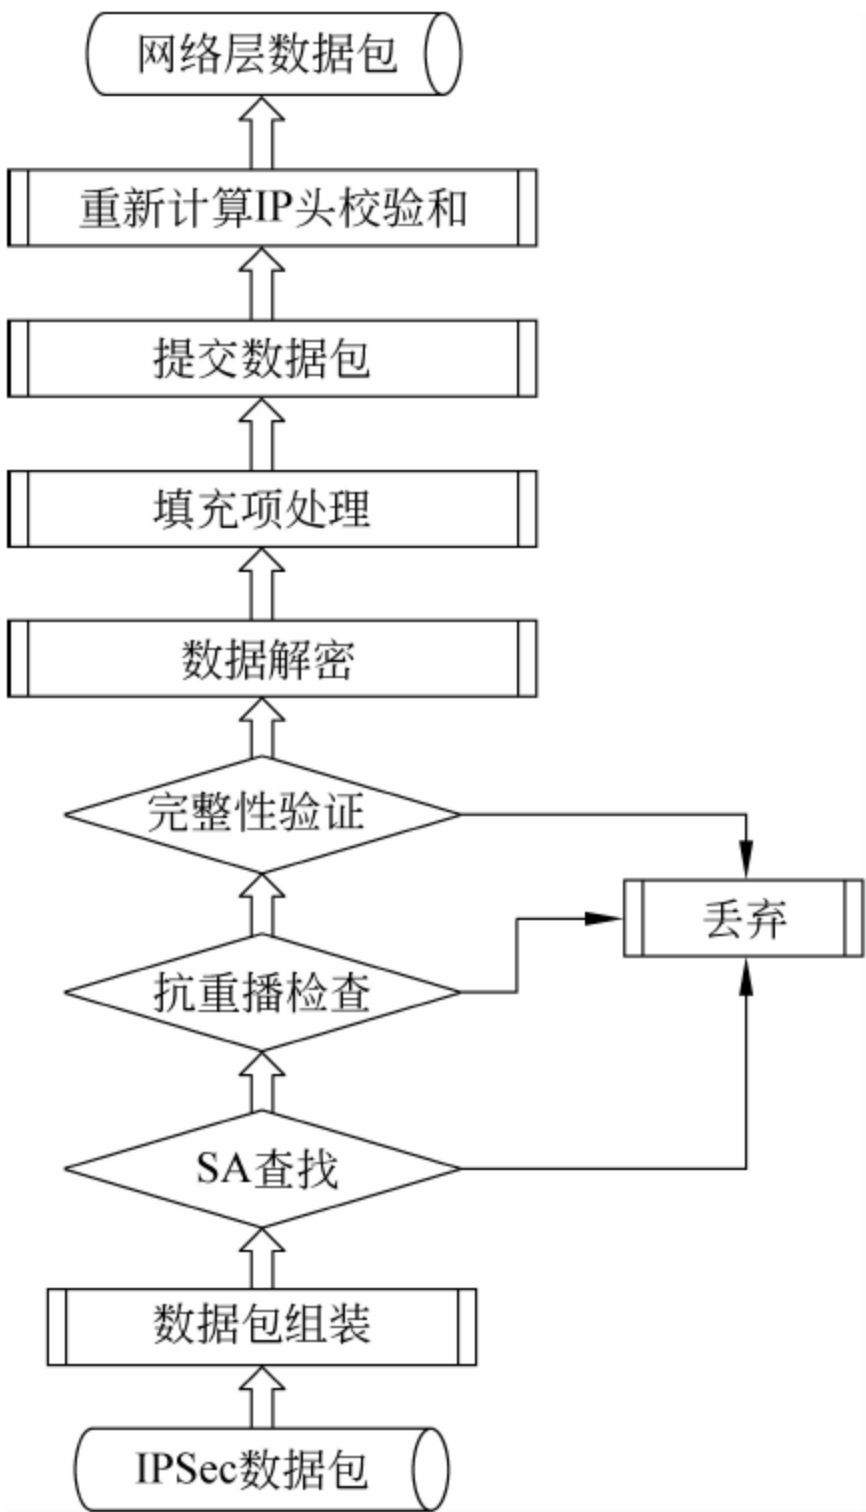 网络层数据包
重新计算IP头校验和
提交数据包
填充项处理
数据解密
完整性验证
丢弃
抗重播检查
SA查找
数据包组装
IPSec数据包